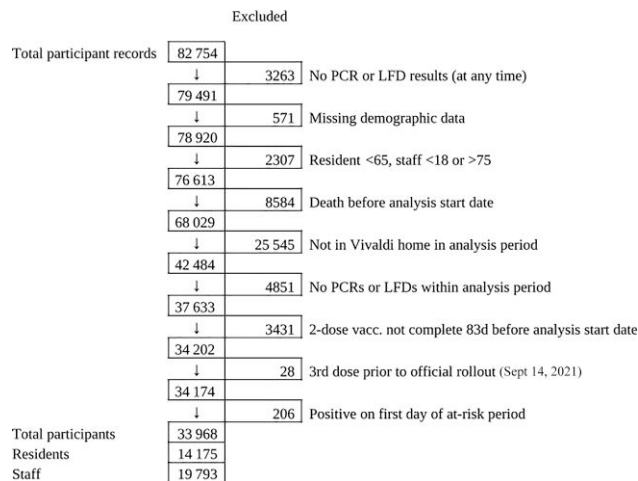 Excluded
Total participant records 82 754
↓ 3263 No PCR or LFD results (at any time)
79 491
↓ 571 Missing demographic data
78 920
↓ 2307 Resident <65, staff <18 or >75
76 613
↓ 8584 Death before analysis start date
68 029
↓ 25 545 Not in Vivaldi home in analysis period
42 484
↓ 4851 No PCRs or LFDs within analysis period
37 633
↓ 3431 2-dose vacc. not complete 83d before analysis start date
34 202
↓ 28 3rd dose prior to official rollout (Sept 14, 2021)
34 174
↓ 206 Positive on first day of at-risk period
Total participants 33 968
Residents 14 175
Staff 19 793